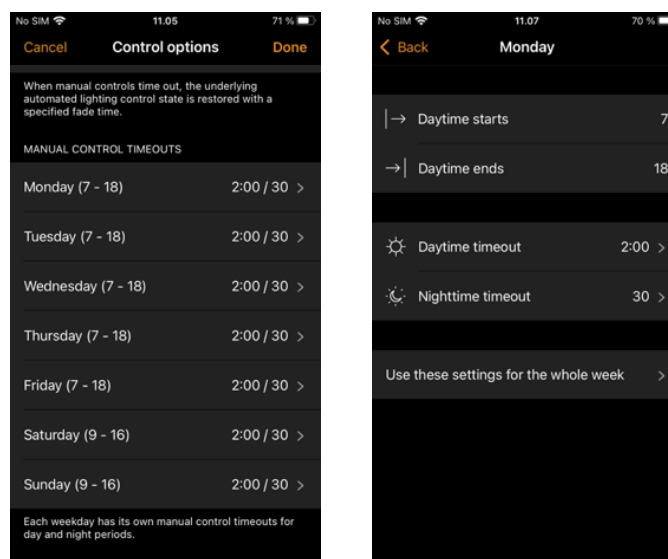 No SIM 11.05 71 %
Cancel Control options Done
When manual controls time out, the underlying
automated lighting control state is restored with a
specified fade time.
MANUAL CONTROL TIMEOUTS
Monday (7 - 18) 2:00 / 30 >
Tuesday (7 - 18) 2:00 / 30 >
Wednesday (7 - 18) 2:00 / 30 >
Thursday (7 - 18) 2:00 / 30 >
Friday (7 - 18) 2:00 / 30 >
Saturday (9 - 16) 2:00 / 30 >
Sunday (9 - 16) 2:00 / 30 >
Each weekday has its own manual control timeouts for
day and night periods.
No SIM 11.07 70 %
< Back Monday
Daytime starts 7
Daytime ends 18
Daytime timeout 2:00 >
Nighttime timeout 30 >
Use these settings for the whole week >